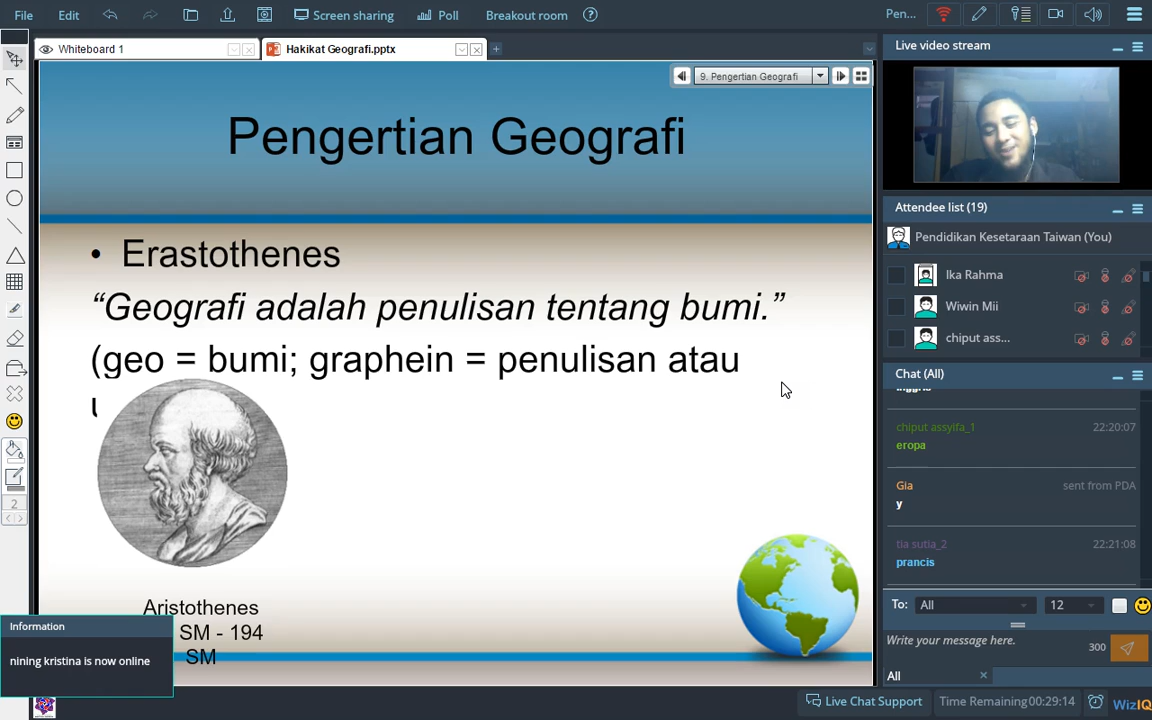 File Edit Screen sharing Poll Breakout room ? Pen...
Whiteboard 1 Hakikat Geografi.pptx
Live video stream
9. Pengertian Geografi
Pengertian Geografi
• Erastothenes
“Geografi adalah penulisan tentang bumi.”
(geo = bumi; graphein = penulisan atau
Aristothenes
SM - 194
SM
2
Information
nining kristina is now online
Attendee list (19)
Pendidikan Kesetaraan Taiwan (You)
Ika Rahma
Wiwin Mii
chiput ass...
Chat (All)
chiput assyifa_1 22:20:07
eropa
Gia sent from PDA
y
tia sutia_2 22:21:08
prancis
To: All 12
Write your message here. 300
All
Live Chat Support Time Remaining 00:29:14 WizIQ